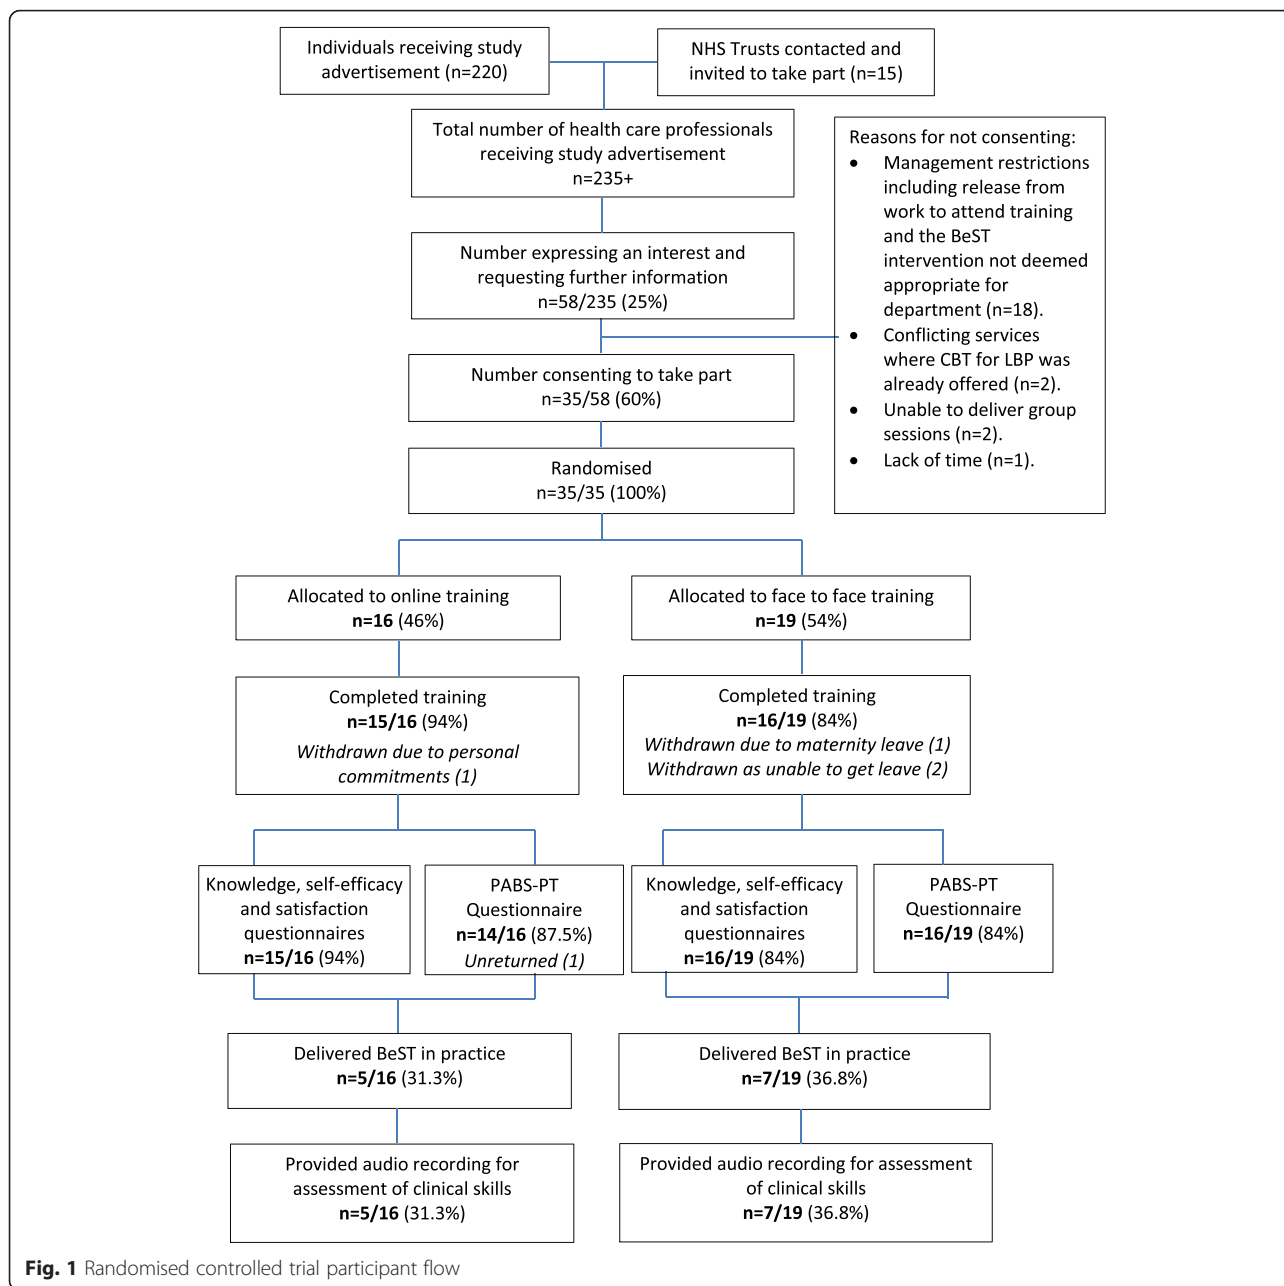 Individuals receiving study
advertisement (n=220)
NHS Trusts contacted and
invited to take part (n=15)
Total number of health care professionals
receiving study advertisement
n=235+
Number expressing an interest and
requesting further information
n=58/235 (25%)
Reasons for not consenting:
• Management restrictions
including release from
work to attend training
and the BeST
intervention not deemed
appropriate for
department (n=18).
• Conflicting services
where CBT for LBP was
already offered (n=2).
• Unable to deliver group
sessions (n=2).
• Lack of time (n=1).
Number consenting to take part
n=35/58 (60%)
Randomised
n=35/35 (100%)
Allocated to online training
n=16 (46%)
Allocated to face to face training
n=19 (54%)
Completed training
n=15/16 (94%)
Withdrawn due to personal
commitments (1)
Completed training
n=16/19 (84%)
Withdrawn due to maternity leave (1)
Withdrawn as unable to get leave (2)
Knowledge, self-efficacy
and satisfaction
questionnaires
n=15/16 (94%)
PABS-PT
Questionnaire
n=14/16 (87.5%)
Unreturned (1)
Knowledge, self-efficacy
and satisfaction
questionnaires
n=16/19 (84%)
PABS-PT
Questionnaire
n=16/19 (84%)
Delivered BeST in practice
n=5/16 (31.3%)
Delivered BeST in practice
n=7/19 (36.8%)
Provided audio recording for
assessment of clinical skills
n=5/16 (31.3%)
Provided audio recording for assessment
of clinical skills
n=7/19 (36.8%)
Fig. 1 Randomised controlled trial participant flow